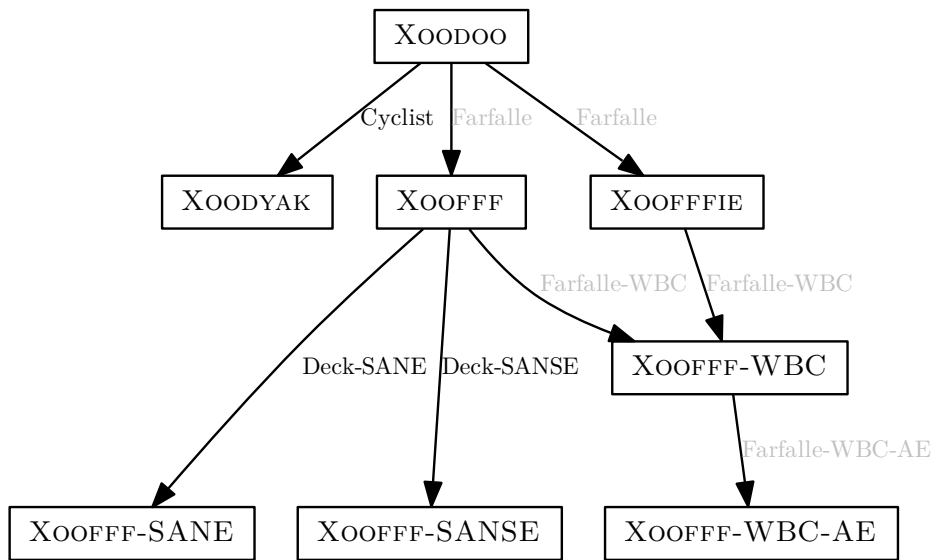 XOODOO
Cyclist
Farfalle
Farfalle
XOODYAK
XOOFFF
XOOFFFIE
Farfalle-WBC
Farfalle-WBC
Deck-SANE
Deck-SANSE
XOOFFF-WBC
Farfalle-WBC-AE
XOOFFF-SANE
XOOFFF-SANSE
XOOFFF-WBC-AE